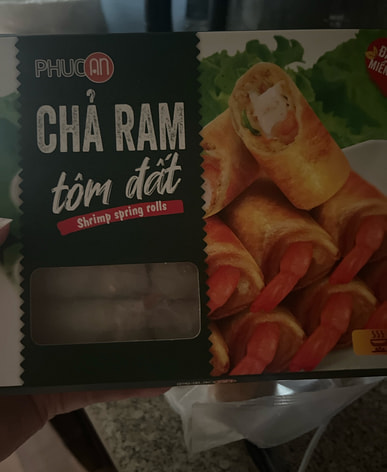 PHUC AN
CHẢ RAM
tôm đất
Shrimp spring rolls